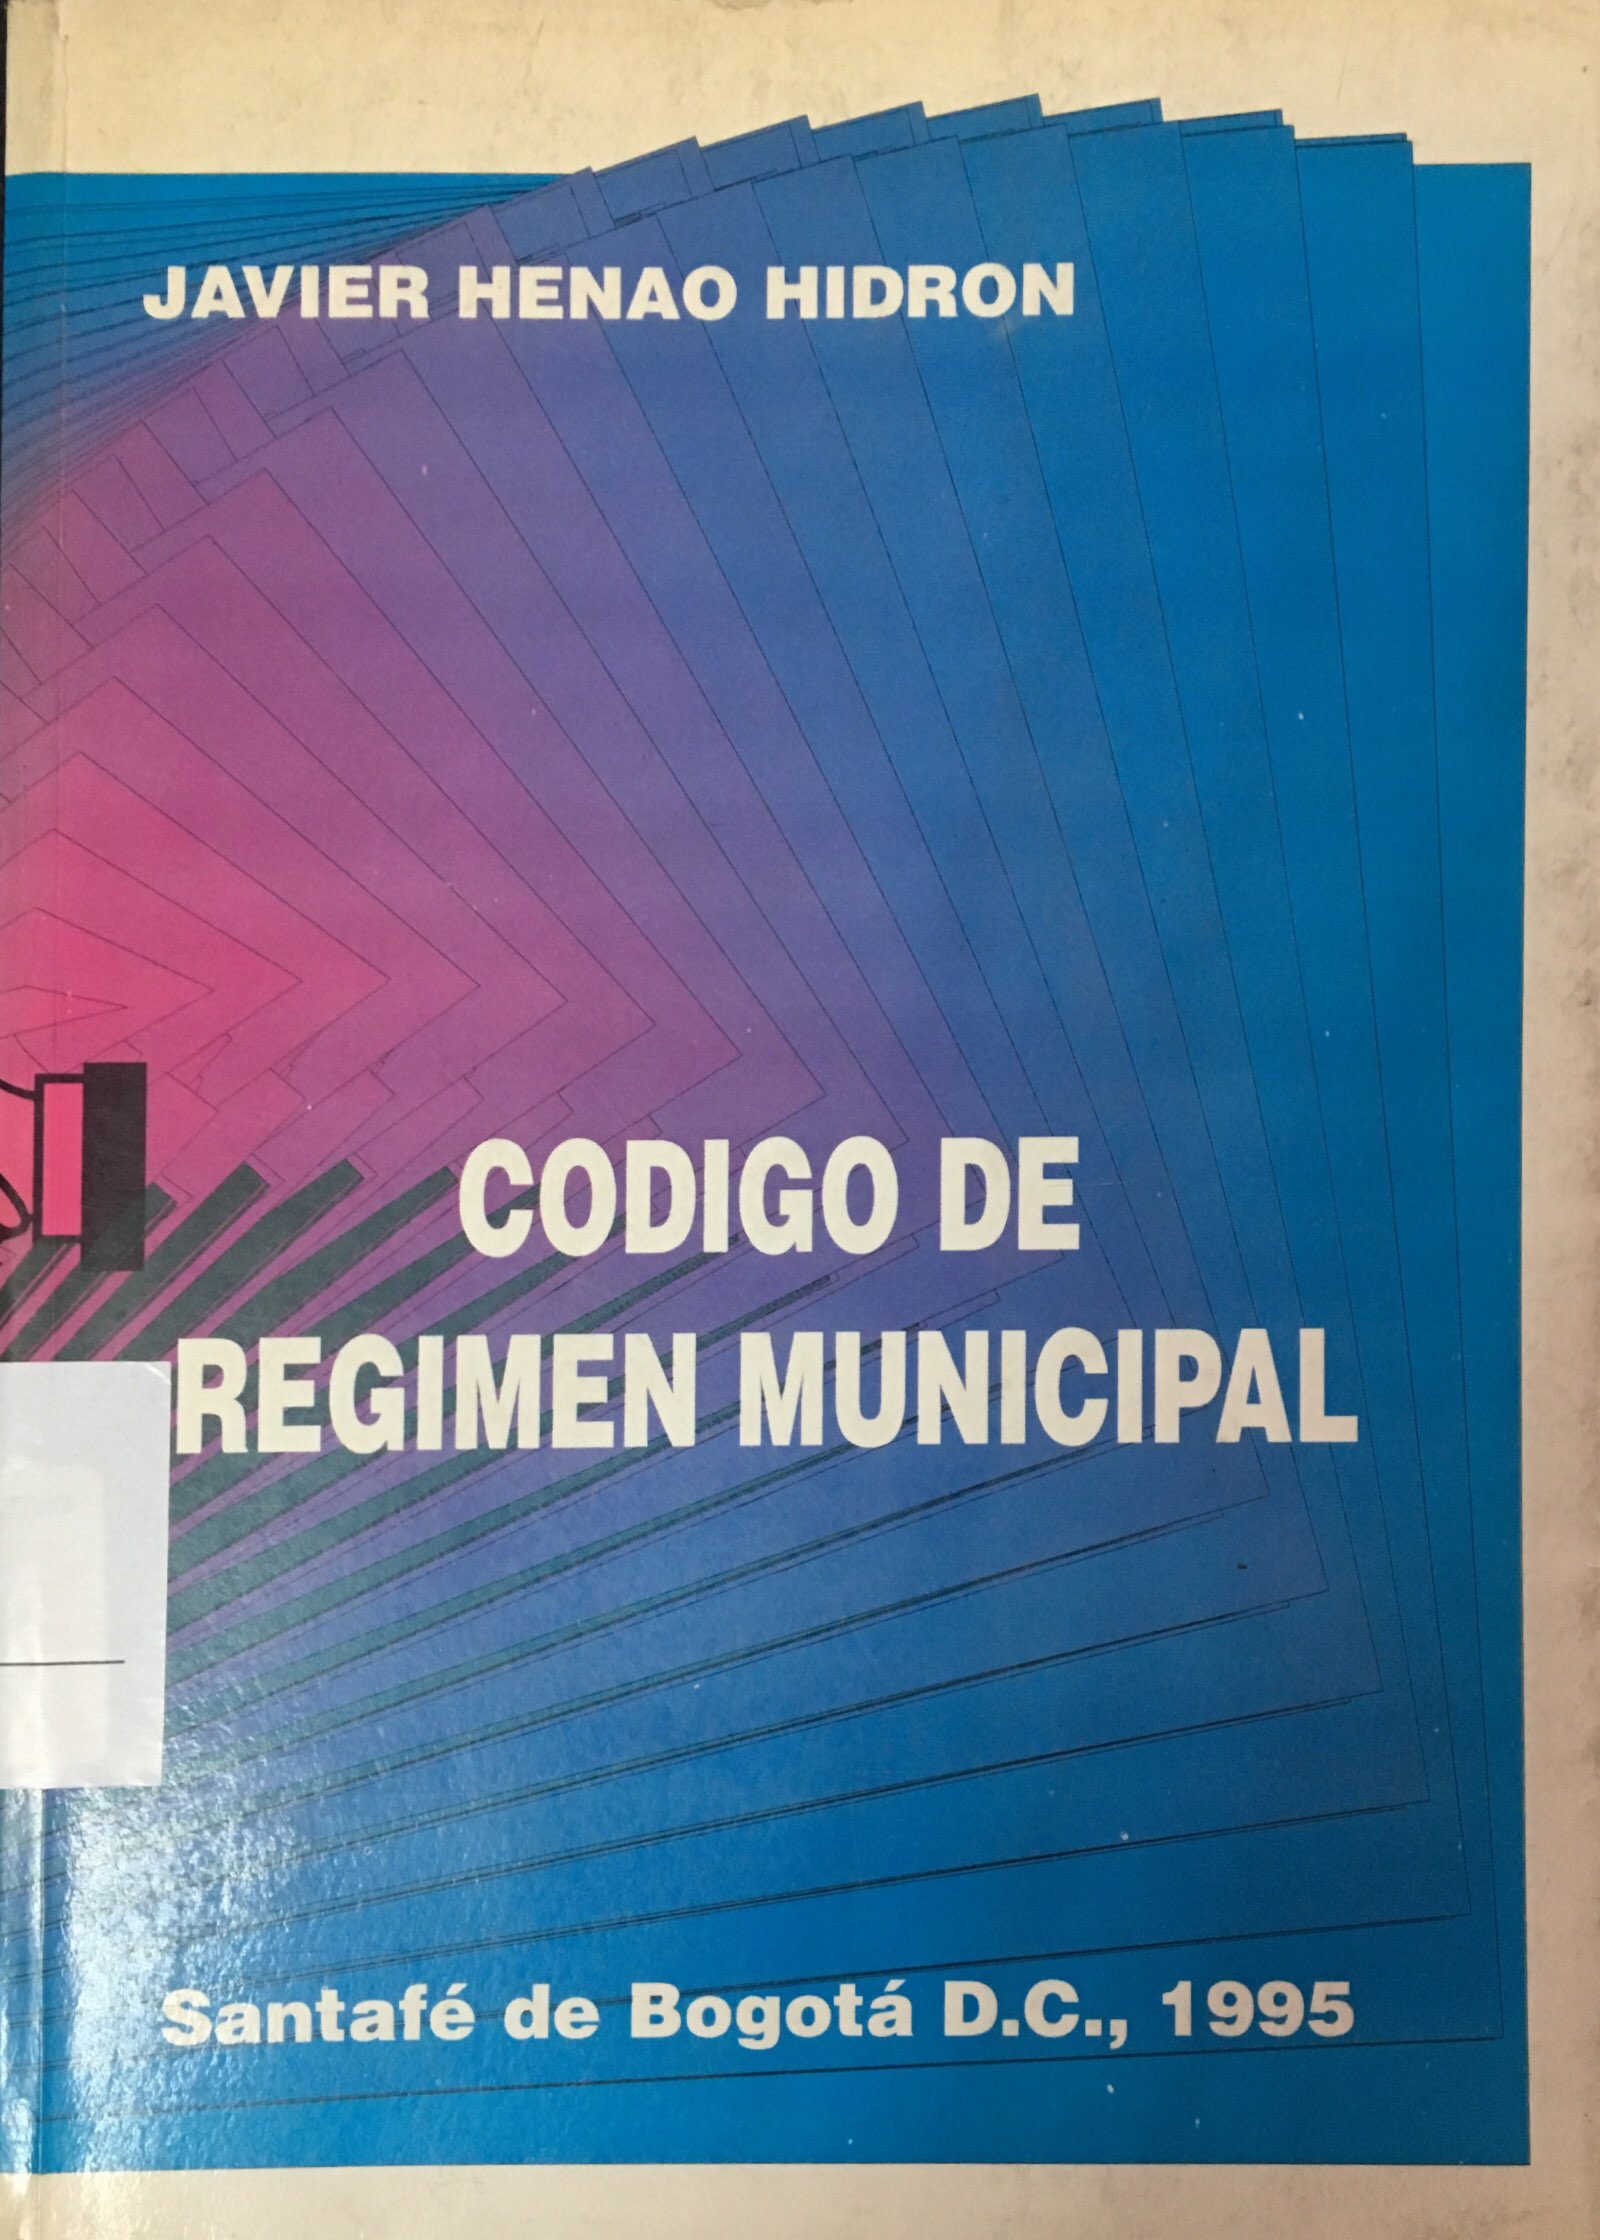 JAVIER HENAO HIDRON
CODIGO DE
REGIMEN MUNICIPAL
Santafé de Bogotá D.C., 1995